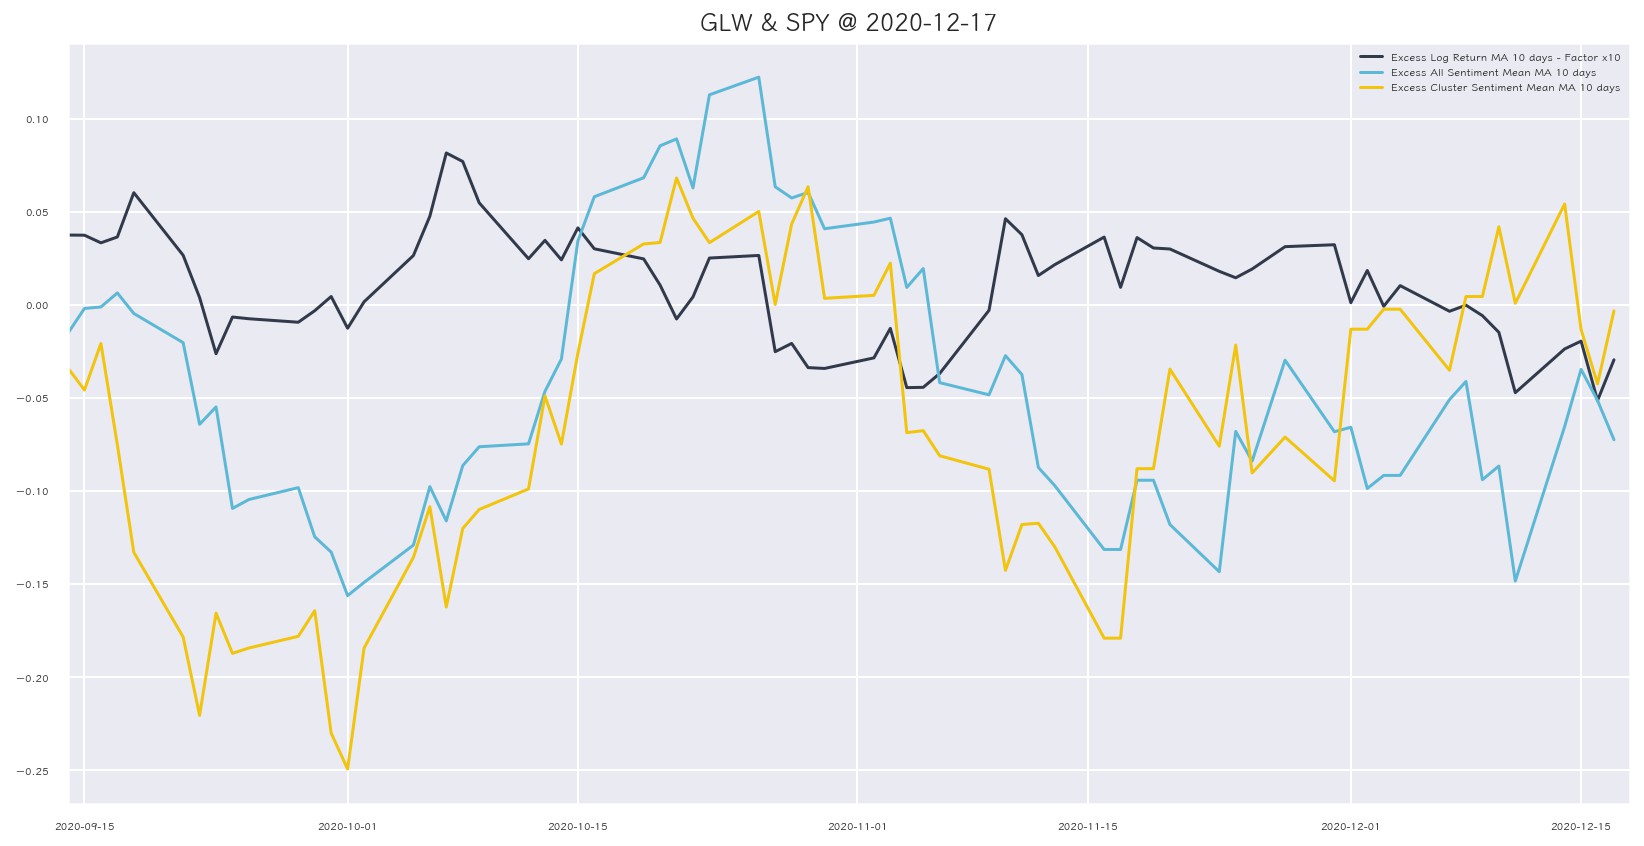 GLW & SPY @ 2020-12-17
Excess Log Return MA 10 days - Factor x10
Excess All Sentiment Mean MA 10 days
Excess Cluster Sentiment Mean MA 10 days
0.10
0.05
0.00
−0.05
−0.10
−0.15
−0.20
−0.25
2020-09-15 2020-10-01 2020-10-15 2020-11-01 2020-11-15 2020-12-01 2020-12-15